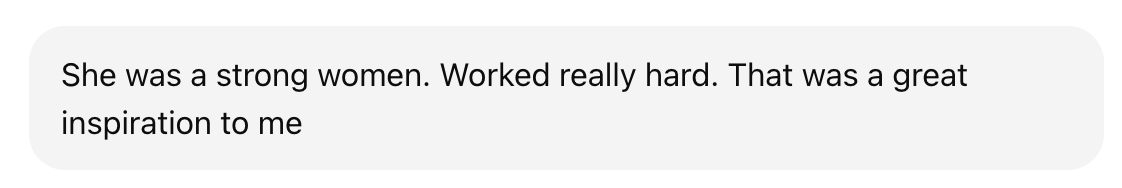 She was a strong women. Worked really hard. That was a great
inspiration to me